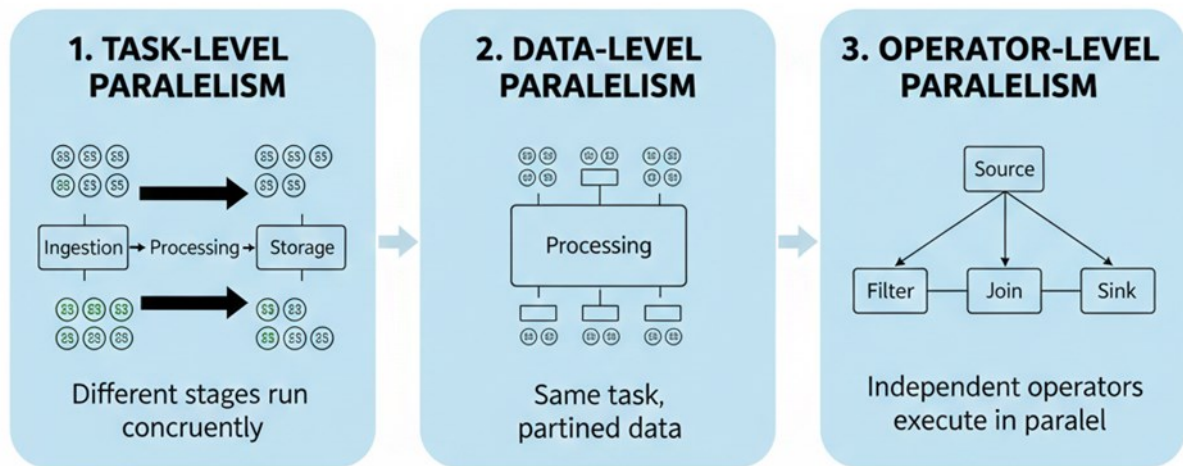 1. TASK-LEVEL
PARALELISM
Ingestion
Processing
Storage
Different stages run
concruently
2. DATA-LEVEL
PARALELISM
Processing
Same task,
partined data
3. OPERATOR-LEVEL
PARALELISM
Source
Filter
Join
Sink
Independent operators
execute in paralel